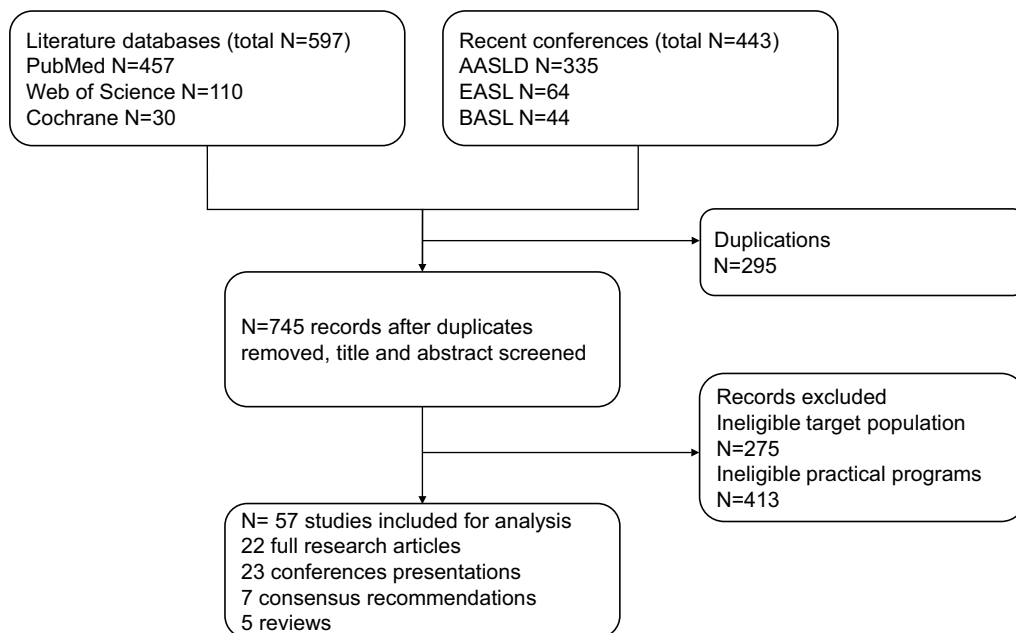 Literature databases (total N=597)
PubMed N=457
Web of Science N=110
Cochrane N=30
Recent conferences (total N=443)
AASLD N=335
EASL N=64
BASL N=44
Duplications
N=295
N=745 records after duplicates
removed, title and abstract screened
Records excluded
Ineligible target population
N=275
Ineligible practical programs
N=413
N= 57 studies included for analysis
22 full research articles
23 conferences presentations
7 consensus recommendations
5 reviews